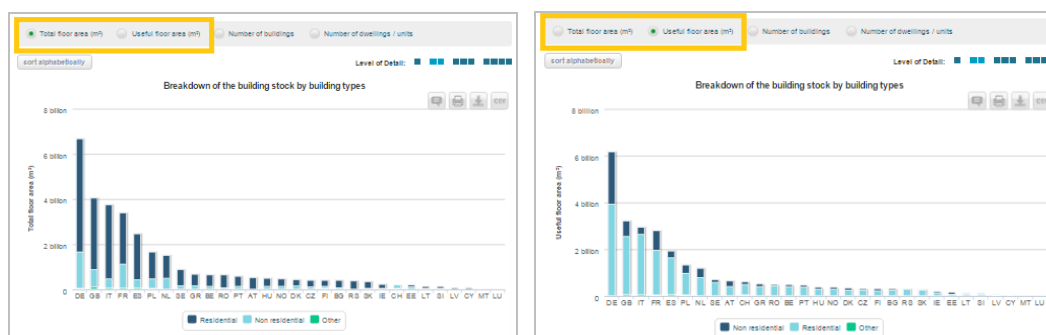 Total floor area (m²) Useful floor area (m²) Number of buildings Number of dwellings / units
sort alphabetically Level of Detail:
Breakdown of the building stock by building types
csv
8 billion
6 billion
4 billion
2 billion
0
Total floor area (m²)
DE GB IT FR ES PL NL SE GR BE RO PT AT HU NO DK CZ FI BG RS SK IE CH EE LT SI LV CY MT LU
Residential Non residential Other
Total floor area (m²) Useful floor area (m²) Number of buildings Number of dwellings / units
sort alphabetically Level of Detail:
Breakdown of the building stock by building types
csv
8 billion
6 billion
4 billion
2 billion
0
Useful floor area (m²)
DE GB IT FR ES PL NL SE AT CH GR RO BE PT HU NO DK CZ FI BG RS SK IE EE LT SI LV CY MT LU
Non residential Residential Other